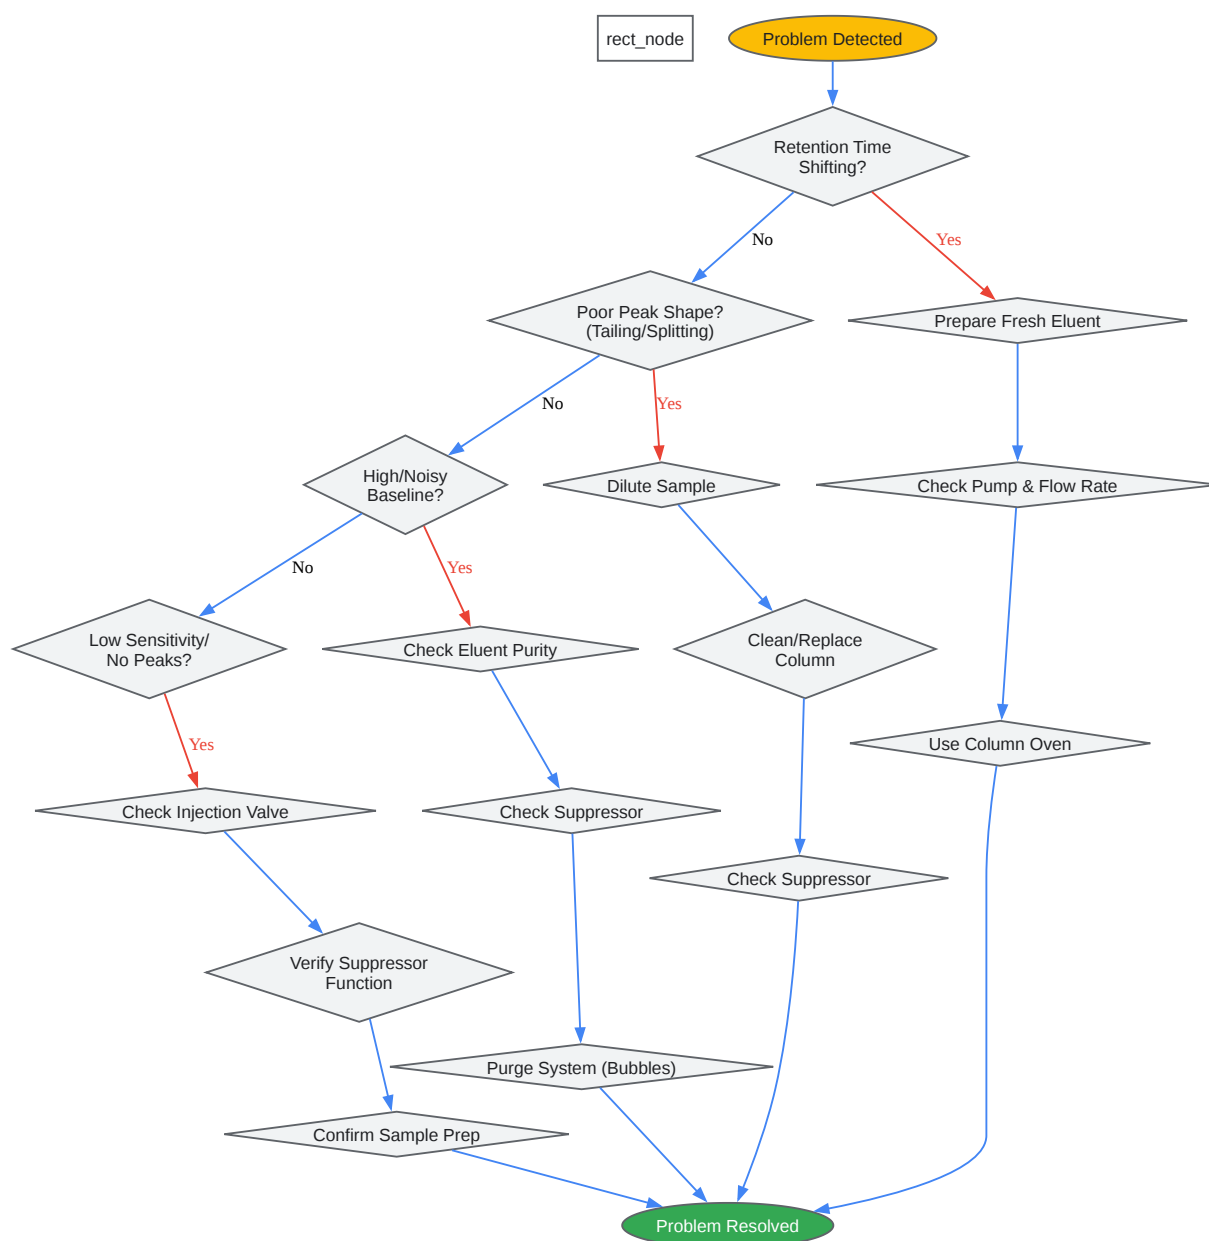 rect_node
Problem Detected
Retention Time
Shifting?
No
Yes
Poor Peak Shape?
(Tailing/Splitting)
Prepare Fresh Eluent
No
Yes
High/Noisy
Baseline?
Dilute Sample
Check Pump & Flow Rate
No
Yes
Low Sensitivity/
No Peaks?
Check Eluent Purity
Clean/Replace
Column
Yes
Use Column Oven
Check Injection Valve
Check Suppressor
Check Suppressor
Verify Suppressor
Function
Purge System (Bubbles)
Confirm Sample Prep
Problem Resolved